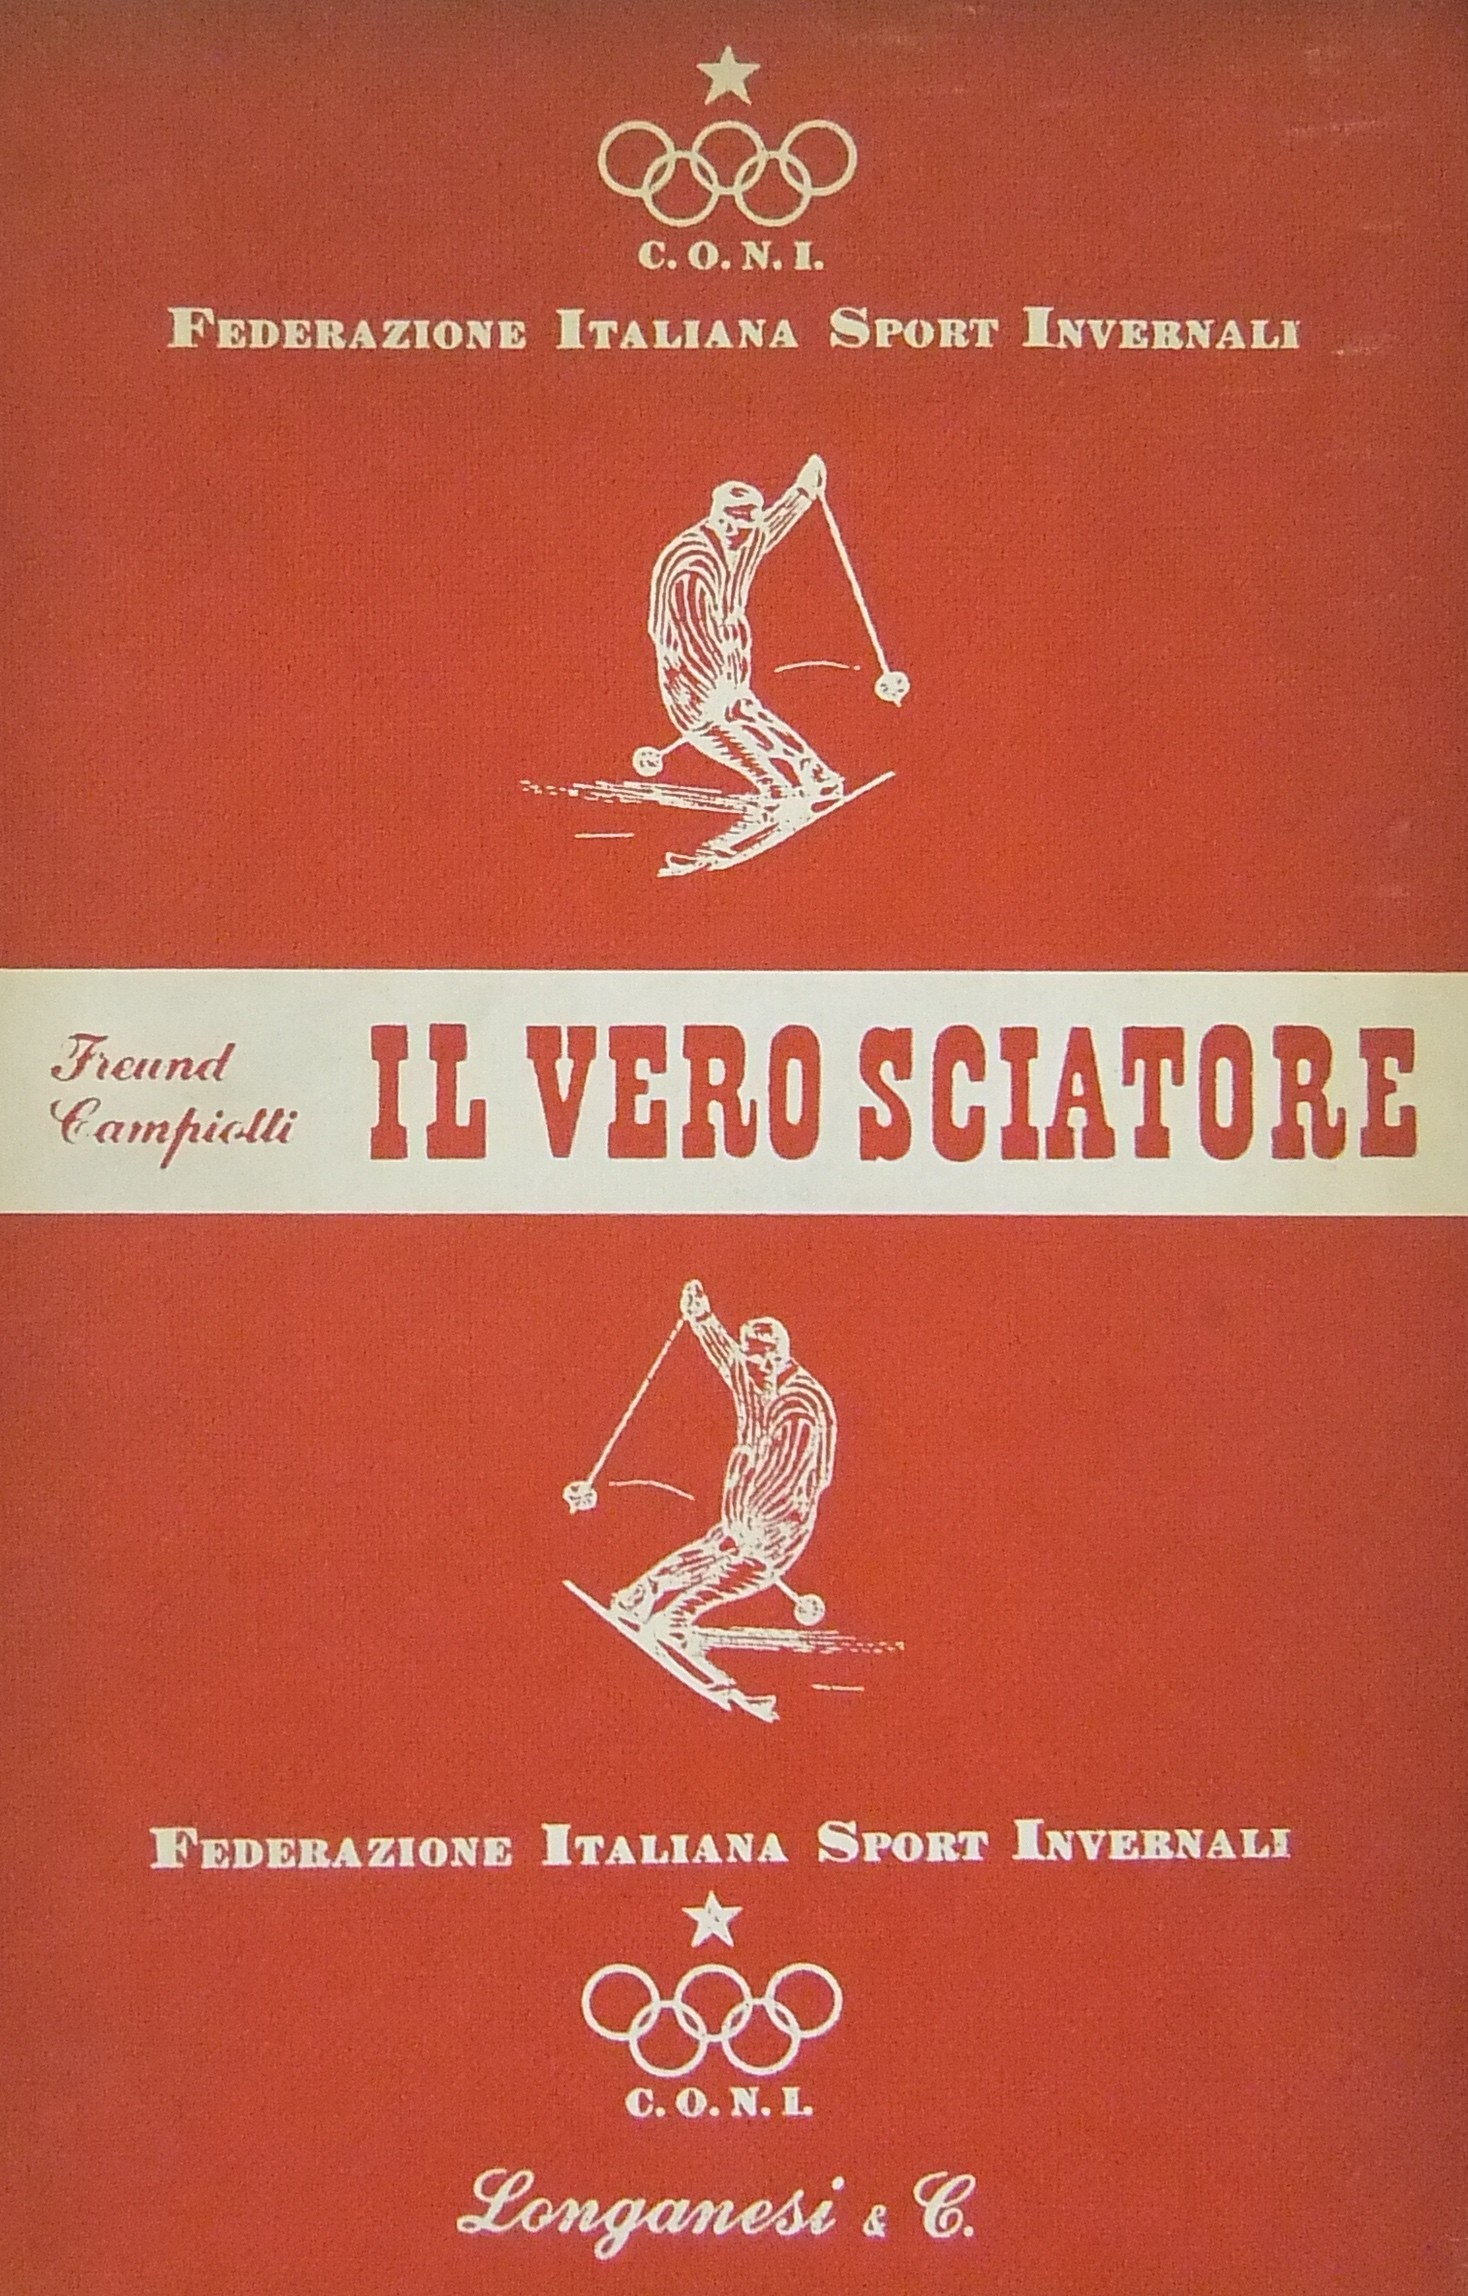 C. O. N. I.
FEDERAZIONE ITALIANA SPORT INVERNALI
Freund
Campiotti
IL VERO SCIATORE
FEDERAZIONE ITALIANA SPORT INVERNALI
C. O. N. I.
Longanesi & C.